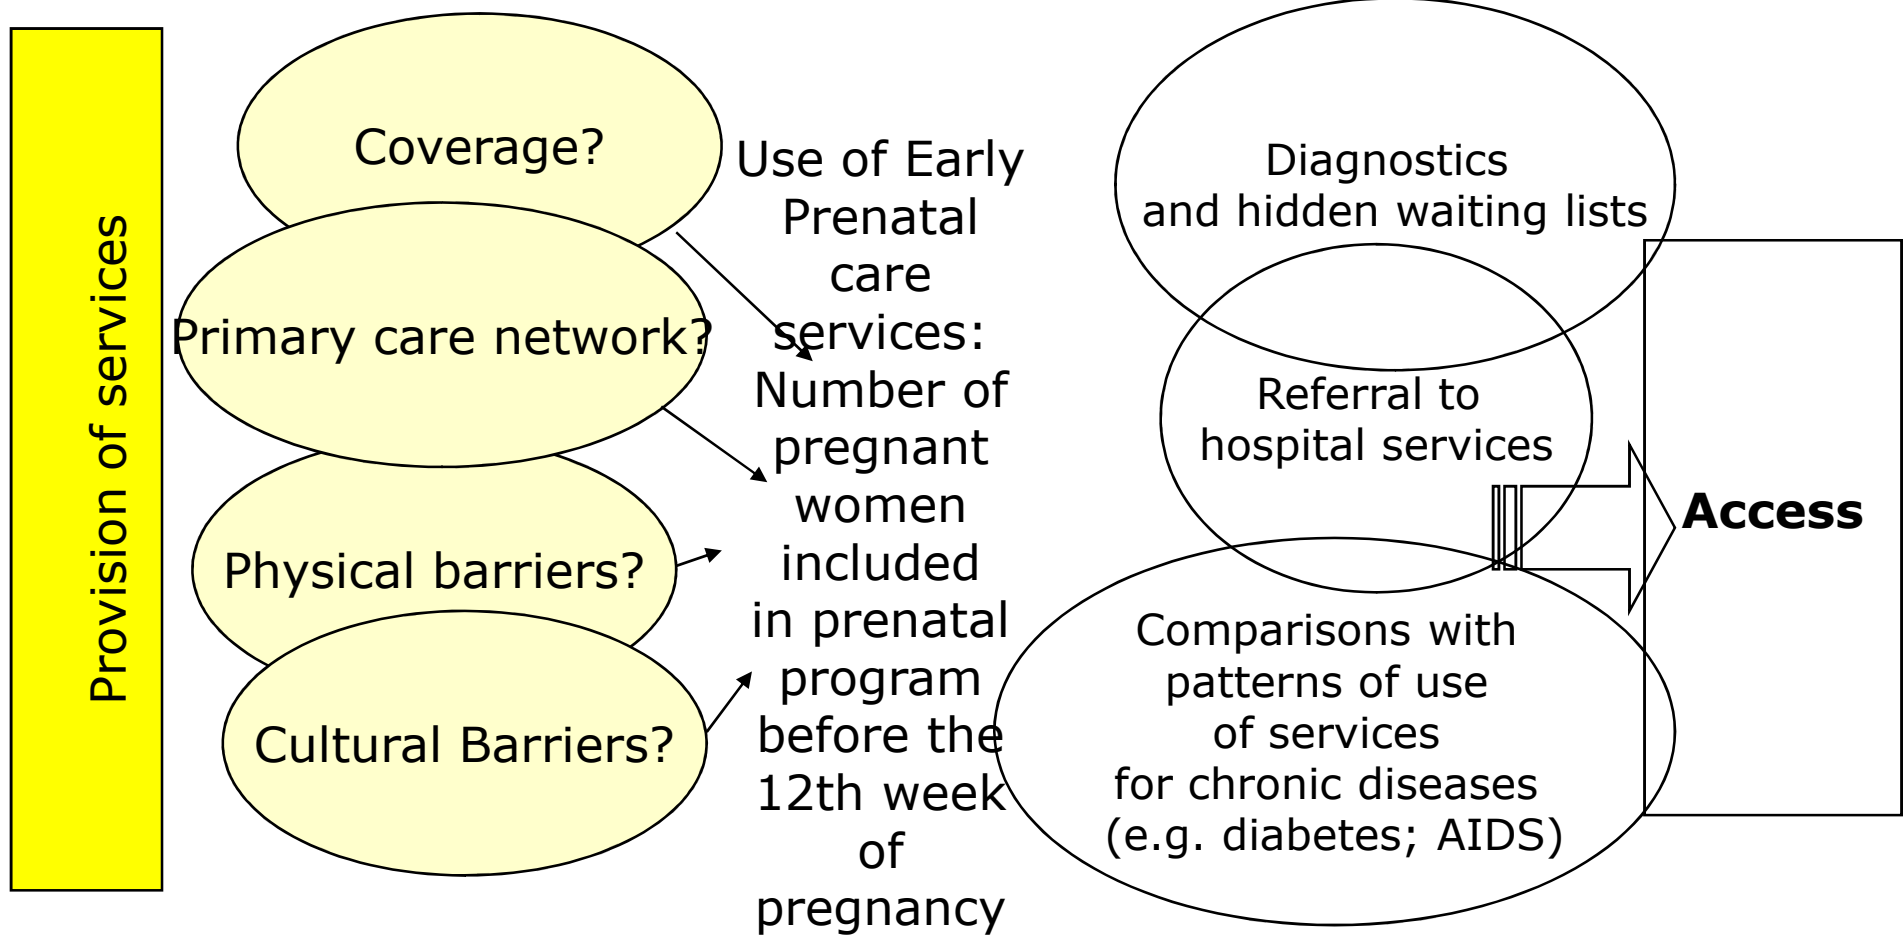 Provision of services
Coverage?
Primary care network?
Physical barriers?
Cultural Barriers?
Use of Early
Prenatal
care
services:
Number of
pregnant
women
included
in prenatal
program
before the
12th week
of
pregnancy
Diagnostics
and hidden waiting lists
Referral to
hospital services
Comparisons with
patterns of use
of services
for chronic diseases
(e.g. diabetes; AIDS)
Access